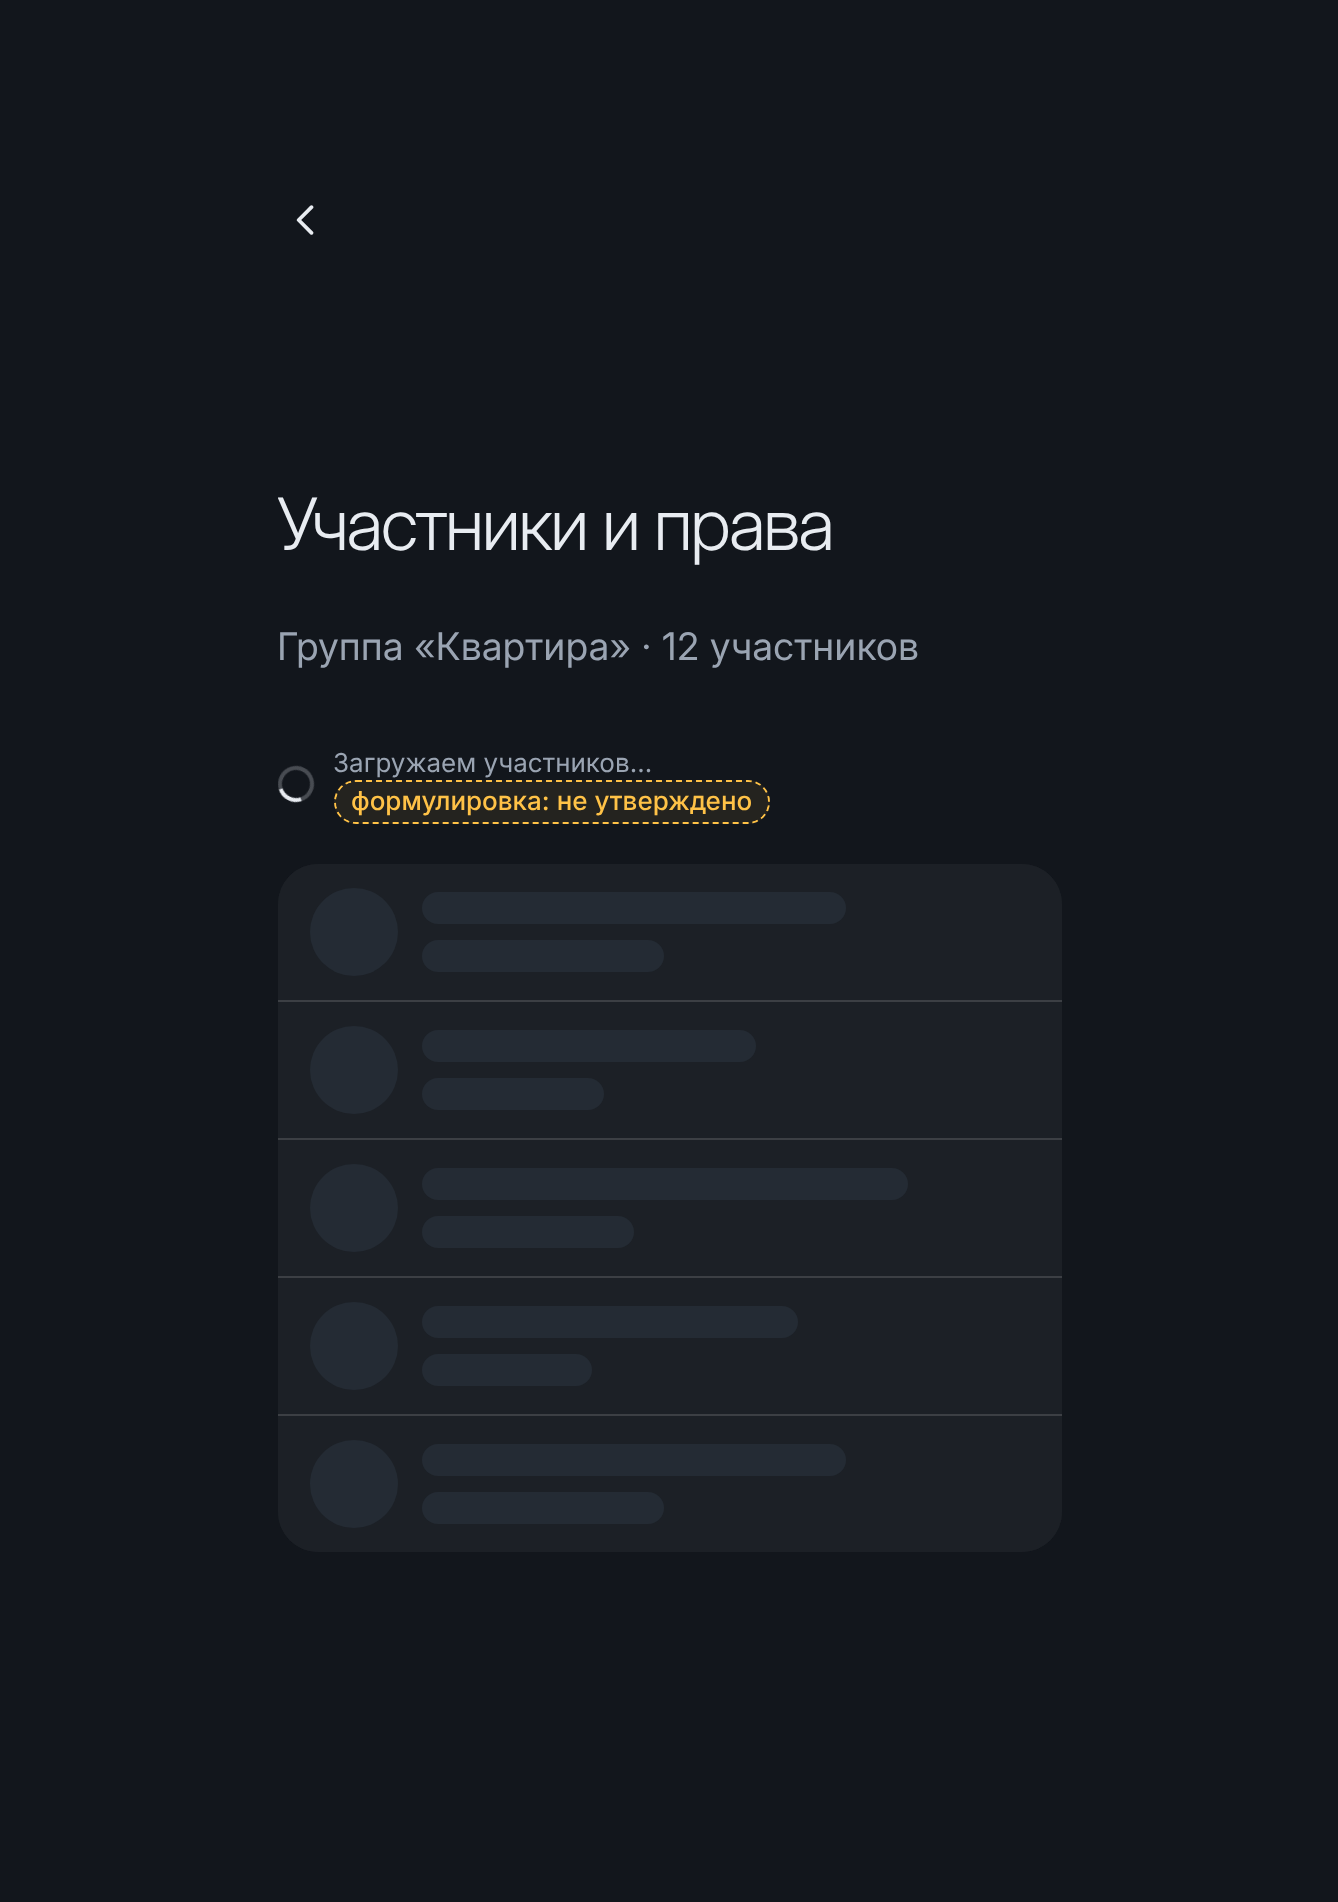 Участники и права
Группа «Квартира» · 12 участников
Загружаем участников…
формулировка: не утверждено